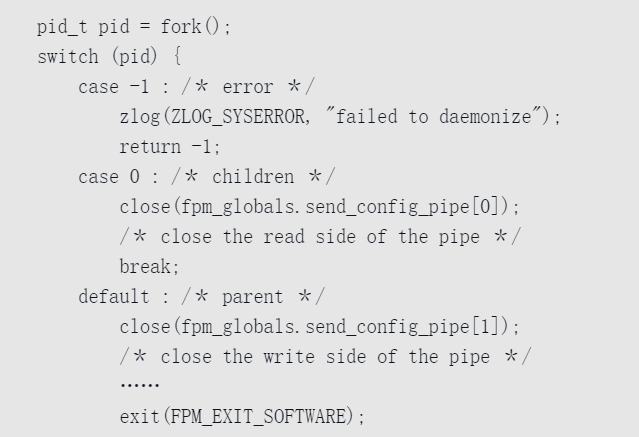 pid_t pid = fork();
switch (pid) {
case -1 : /* error */
zlog(ZLOG_SYSERROR, "failed to daemonize");
return -1;
case 0 : /* children */
close(fpm_globals.send_config_pipe[0]);
/* close the read side of the pipe */
break;
default : /* parent */
close(fpm_globals.send_config_pipe[1]);
/* close the write side of the pipe */
……
exit(FPM_EXIT_SOFTWARE);